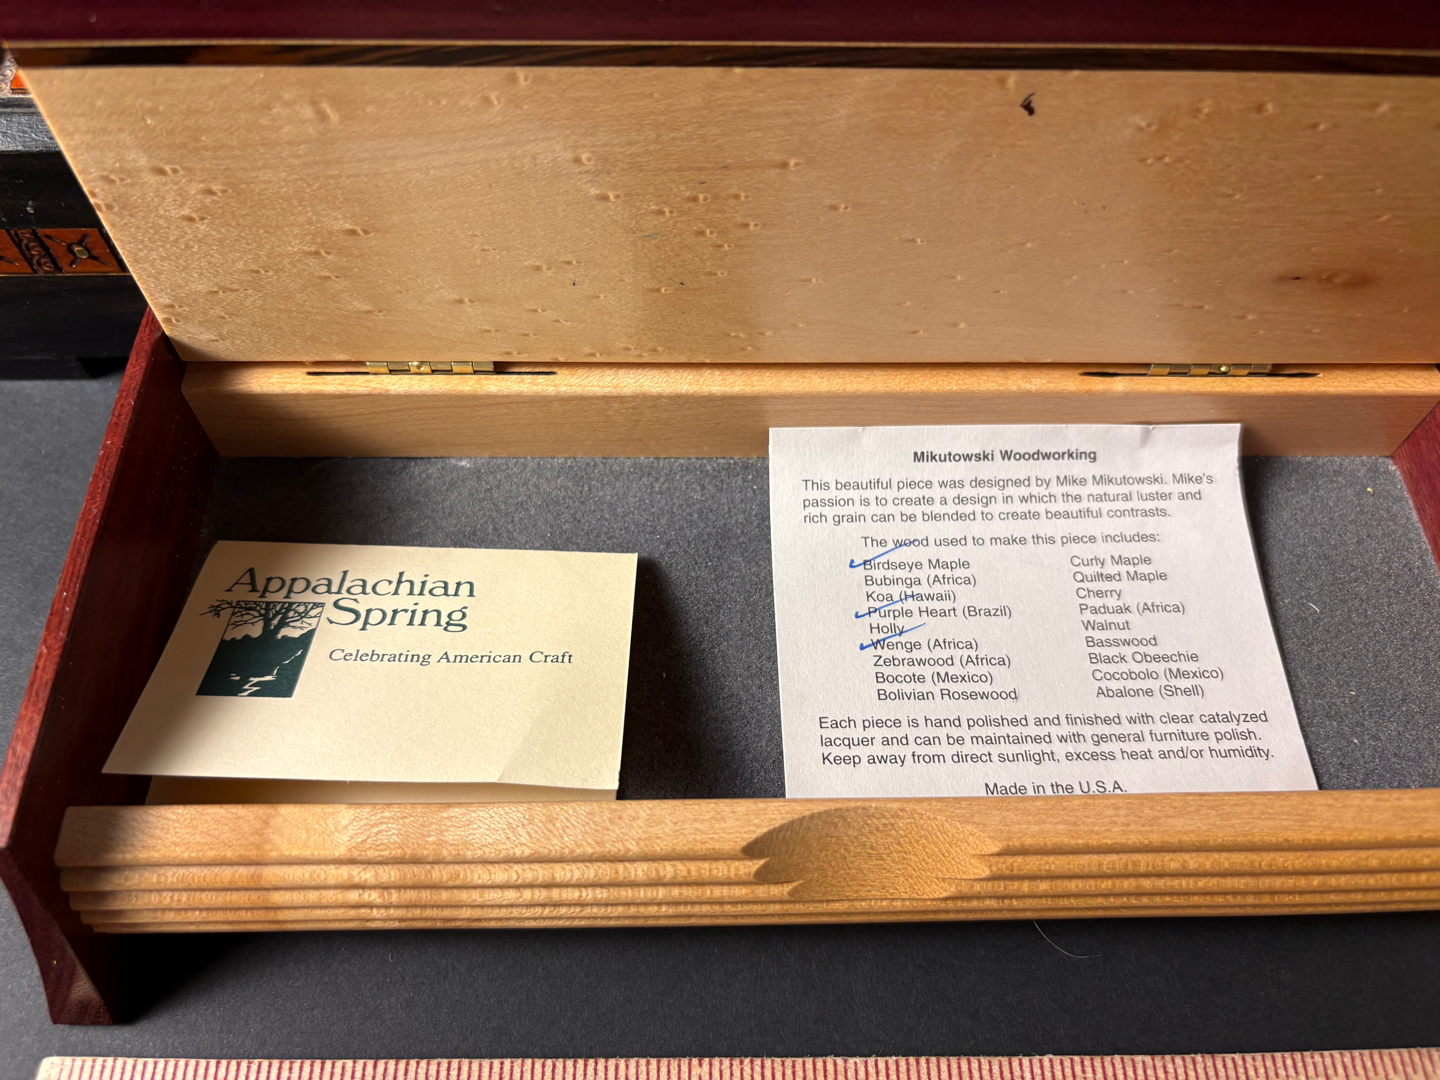 Appalachian
Spring
Celebrating American Craft
Mikutowski Woodworking
This beautiful piece was designed by Mike Mikutowski. Mike's
passion is to create a design in which the natural luster and
rich grain can be blended to create beautiful contrasts.
The wood used to make this piece includes:
Birdseye Maple
Bubinga (Africa)
Koa (Hawaii)
Purple Heart (Brazil)
Holly
Wenge (Africa)
Zebrawood (Africa)
Bocote (Mexico)
Bolivian Rosewood
Curly Maple
Quilted Maple
Cherry
Paduak (Africa)
Walnut
Basswood
Black Obeechie
Cocobolo (Mexico)
Abalone (Shell)
Each piece is hand polished and finished with clear catalyzed
lacquer and can be maintained with general furniture polish.
Keep away from direct sunlight, excess heat and/or humidity.
Made in the U.S.A.